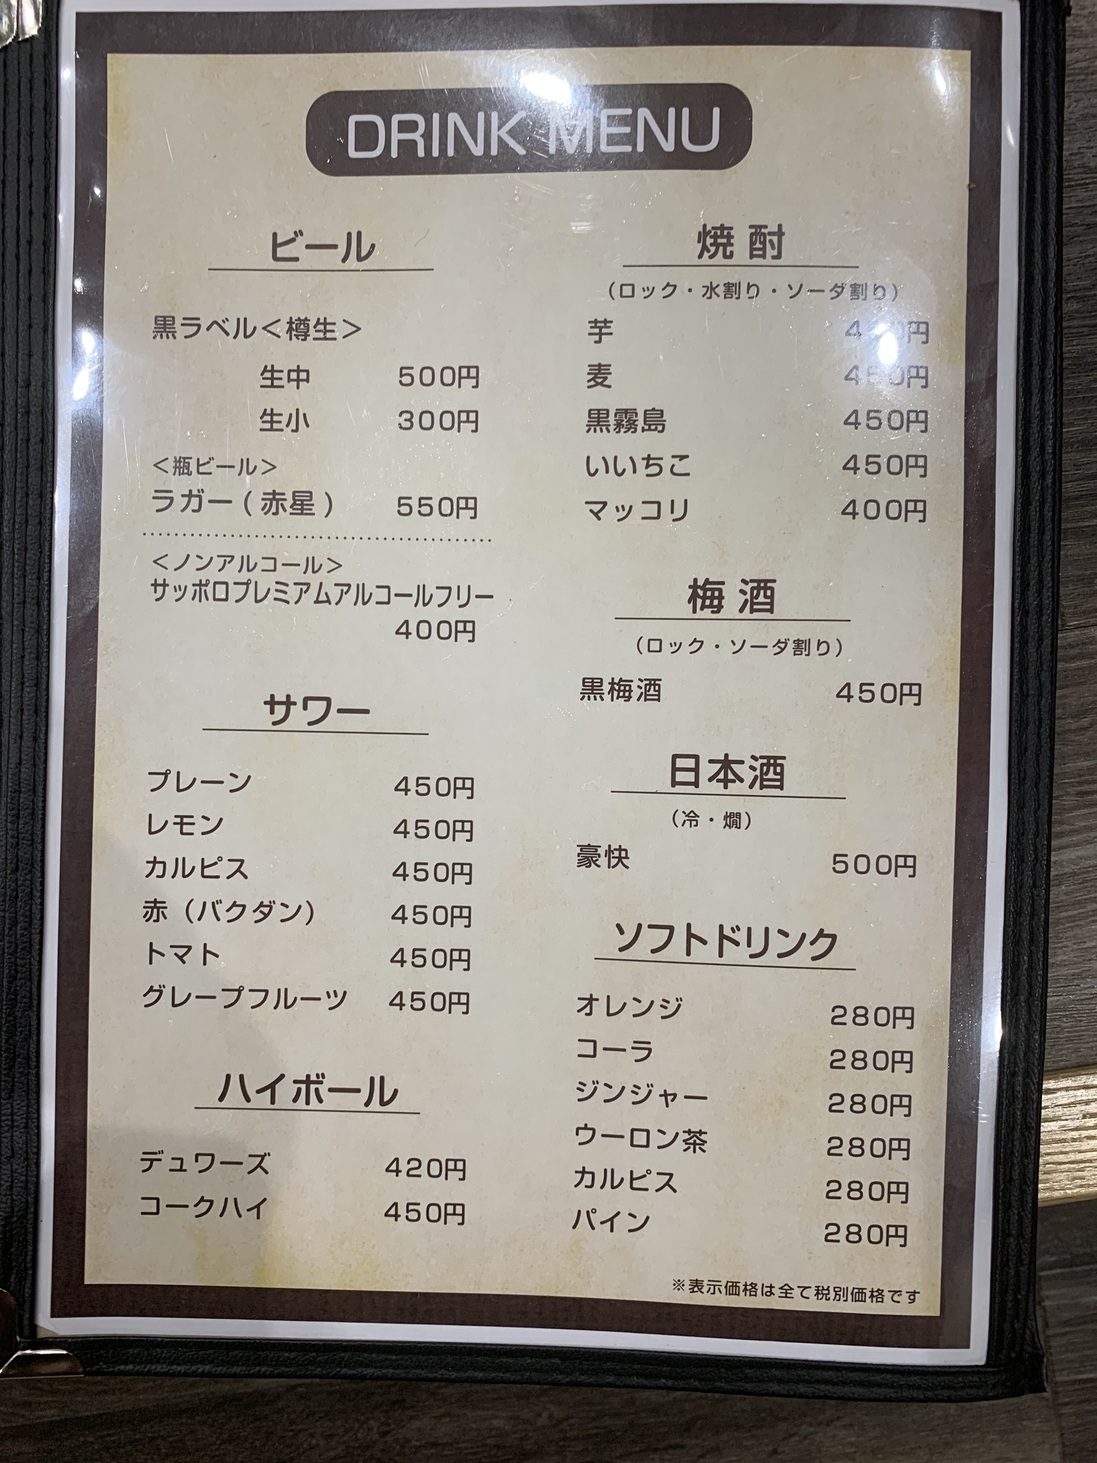 DRINK MENU
ビール
黒ラベル＜樽生＞
生中 500円
生小 300円
＜瓶ビール＞
ラガー(赤星) 550円
＜ノンアルコール＞
サッポロプレミアムアルコールフリー
400円
サワー
プレーン 450円
レモン 450円
カルピス 450円
赤（バクダン） 450円
トマト 450円
グレープフルーツ 450円
ハイボール
デュワーズ 420円
コークハイ 450円
焼酎
（ロック・水割り・ソーダ割り）
芋
麦
黒霧島 450円
いいちこ 450円
マッコリ 400円
梅酒
（ロック・ソーダ割り）
黒梅酒 450円
日本酒
（冷・燗）
豪快 500円
ソフトドリンク
オレンジ 280円
コーラ 280円
ジンジャー 280円
ウーロン茶 280円
カルピス 280円
パイン 280円
※表示価格は全て税別価格です